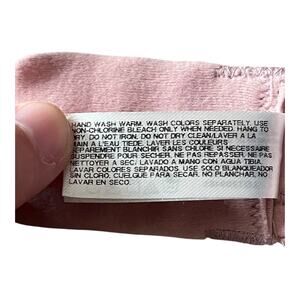 HAND WASH WARM. WASH COLORS SEPARATELY. USE
NON-CHLORINE BLEACH ONLY WHEN NEEDED. HANG TO
DRY. DO NOT IRON. DO NOT DRY CLEAN/LAVER A LA
MAIN A L'EAU TIEDE. LAVER LES COULEURS
SEPAREMENT BLANCHIR SANS CHLORE SI NECESSAIRE
SUSPENDRE POUR SECHER. NE PAS REPASSER. NE PAS
NETTOYER A SEC/ LAVADO A MANO CON AQUA TBIA.
LAVAR COLORES SEPARADOS. USE SOLO BLANQUEADOR
SIN CLORO. CUELGE PARA SECAR. NO PLANCHAR. NO
LAVAR EN SECO.